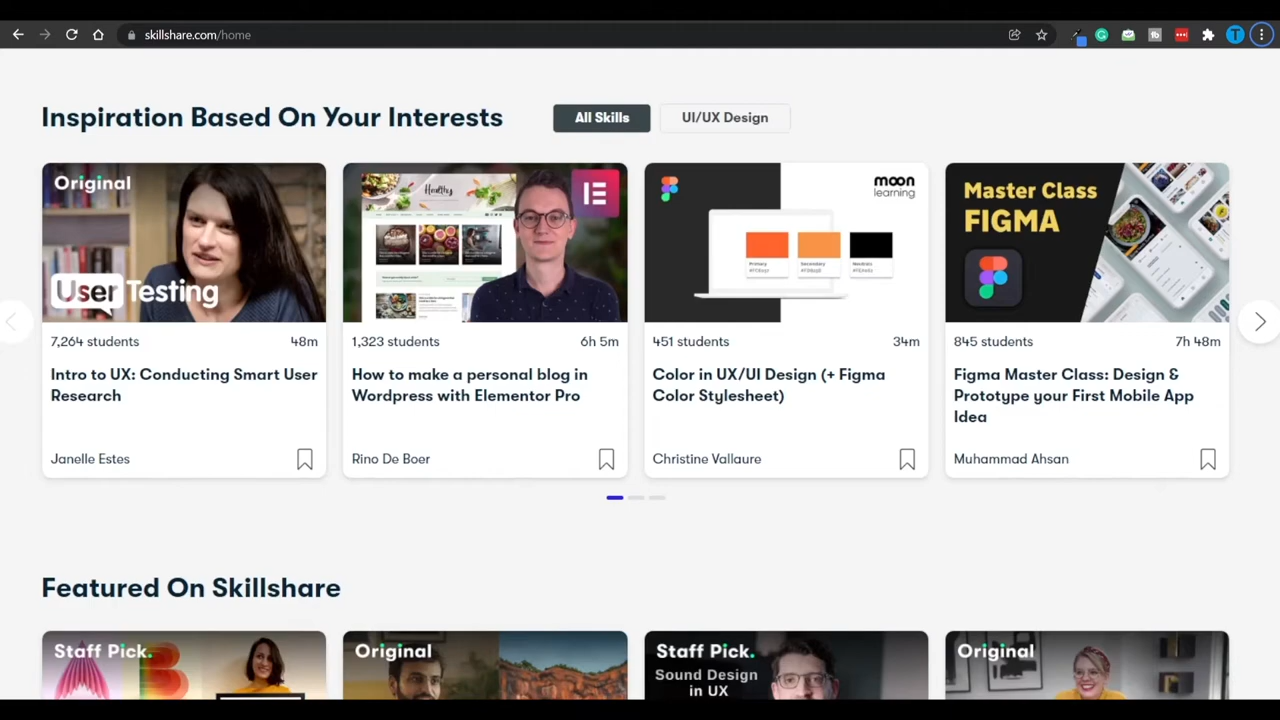 skillshare.com/home
Inspiration Based On Your Interests
All Skills
UI/UX Design
Original
User Testing
7,264 students
48m
Intro to UX: Conducting Smart User
Research
Janelle Estes
Healthy
1,323 students
6h 5m
How to make a personal blog in
Wordpress with Elementor Pro
Rino De Boer
moon
learning
Primary
Secondary
Neutrals
451 students
34m
Color in UX/UI Design (+ Figma
Color Stylesheet)
Christine Vallaure
Master Class
FIGMA
845 students
7h 48m
Figma Master Class: Design &
Prototype your First Mobile App
Idea
Muhammad Ahsan
Featured On Skillshare
Staff Pick.
Original
Staff Pick.
Sound Design
in UX
Original